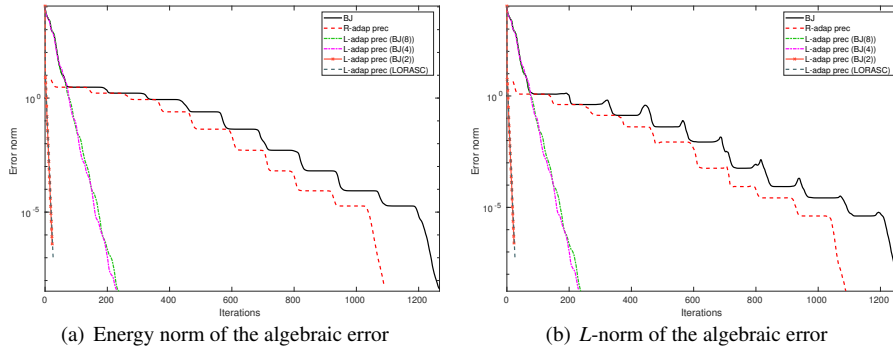 BJ
R-adap prec
L-adap prec (BJ(8))
L-adap prec (BJ(4))
L-adap prec (BJ(2))
L-adap prec (LORASC)
Error norm
10^0
10^-5
0 200 400 600 800 1000 1200
Iterations
(a) Energy norm of the algebraic error
BJ
R-adap prec
L-adap prec (BJ(8))
L-adap prec (BJ(4))
L-adap prec (BJ(2))
L-adap prec (LORASC)
Error norm
10^0
10^-5
0 200 400 600 800 1000 1200
Iterations
(b) L-norm of the algebraic error